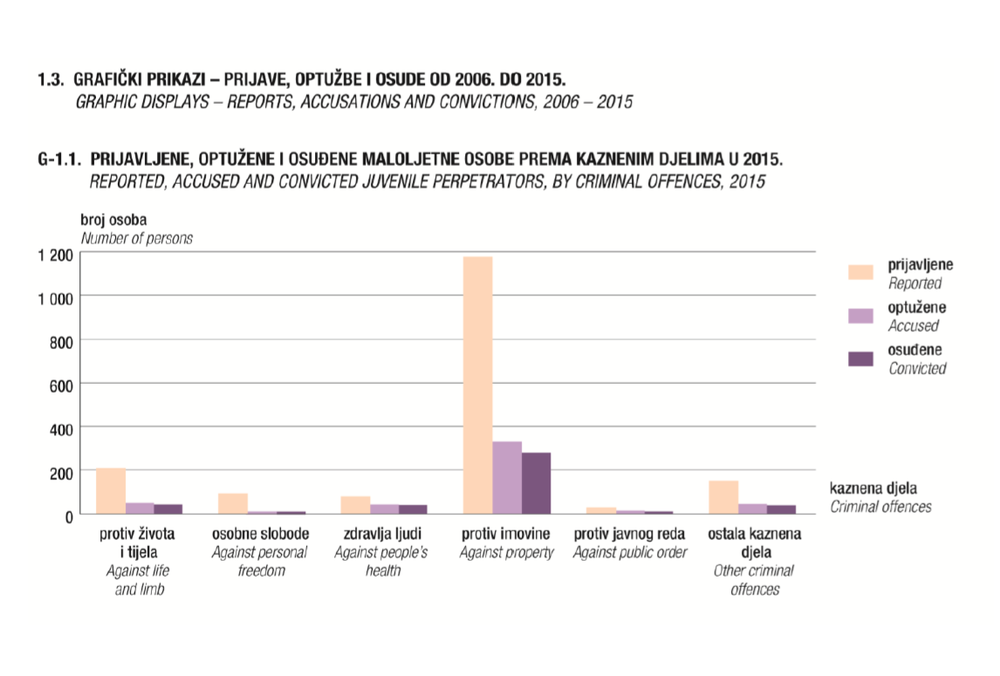 1.3. GRAFIČKI PRIKAZI – PRIJAVE, OPTUŽBE I OSUDE OD 2006. DO 2015.
GRAPHIC DISPLAYS – REPORTS, ACCUSATIONS AND CONVICTIONS, 2006 – 2015
G-1.1. PRIJAVLJENE, OPTUŽENE I OSUĐENE MALOLJETNE OSOBE PREMA KAZNENIM DJELIMA U 2015.
REPORTED, ACCUSED AND CONVICTED JUVENILE PERPETRATORS, BY CRIMINAL OFFENCES, 2015
broj osoba
Number of persons
1 200
1 000
800
600
400
200
0
protiv života
i tijela
Against life
and limb
osobne slobode
Against personal
freedom
zdravlja ljudi
Against people's
health
protiv imovine
Against property
protiv javnog reda
Against public order
ostala kaznena
djela
Other criminal
offences
kaznena djela
Criminal offences
prijavljene
Reported
optužene
Accused
osuđene
Convicted